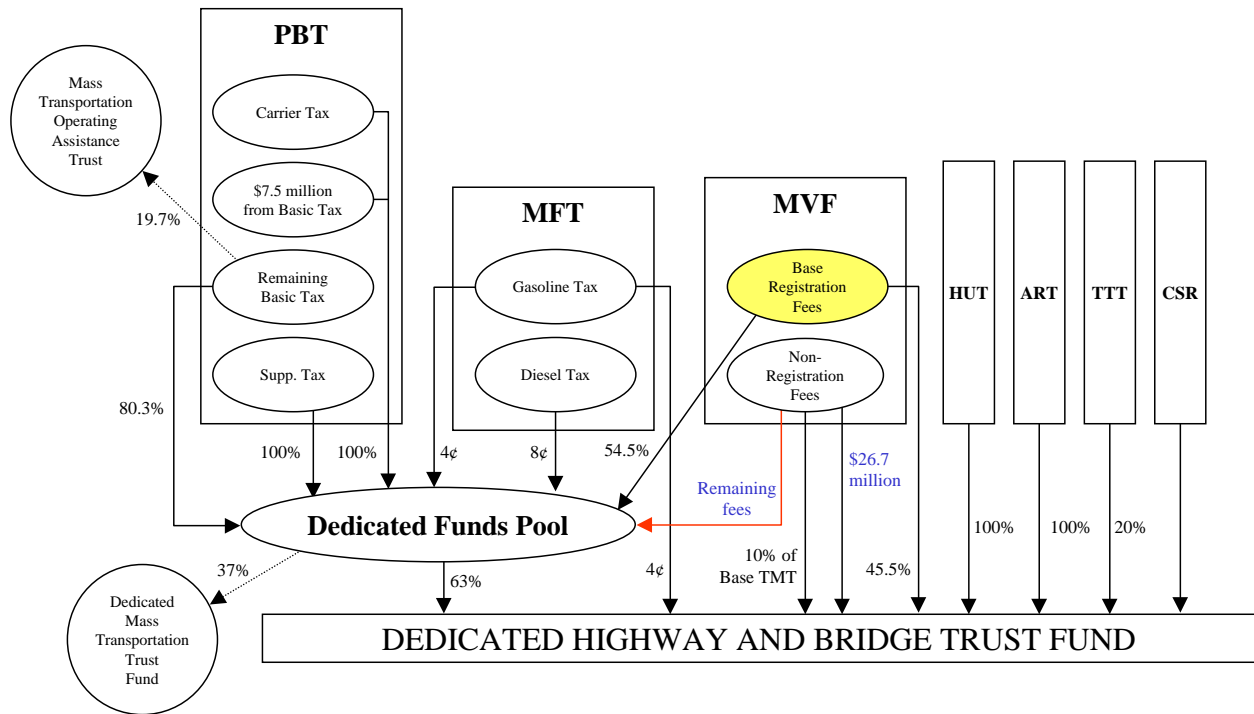 PBT
Mass
Transportation
Operating
Assistance
Trust
Carrier Tax
$7.5 million
from Basic Tax
19.7%
Remaining
Basic Tax
Supp. Tax
80.3%
100%
100%
MFT
Gasoline Tax
Diesel Tax
4¢
8¢
54.5%
MVF
Base
Registration
Fees
Non-
Registration
Fees
$26.7
million
Remaining
fees
HUT
ART
TTT
CSR
100%
100%
20%
Dedicated Funds Pool
37%
63%
4¢
10% of
Base TMT
45.5%
Dedicated
Mass
Transportation
Trust
Fund
DEDICATED HIGHWAY AND BRIDGE TRUST FUND